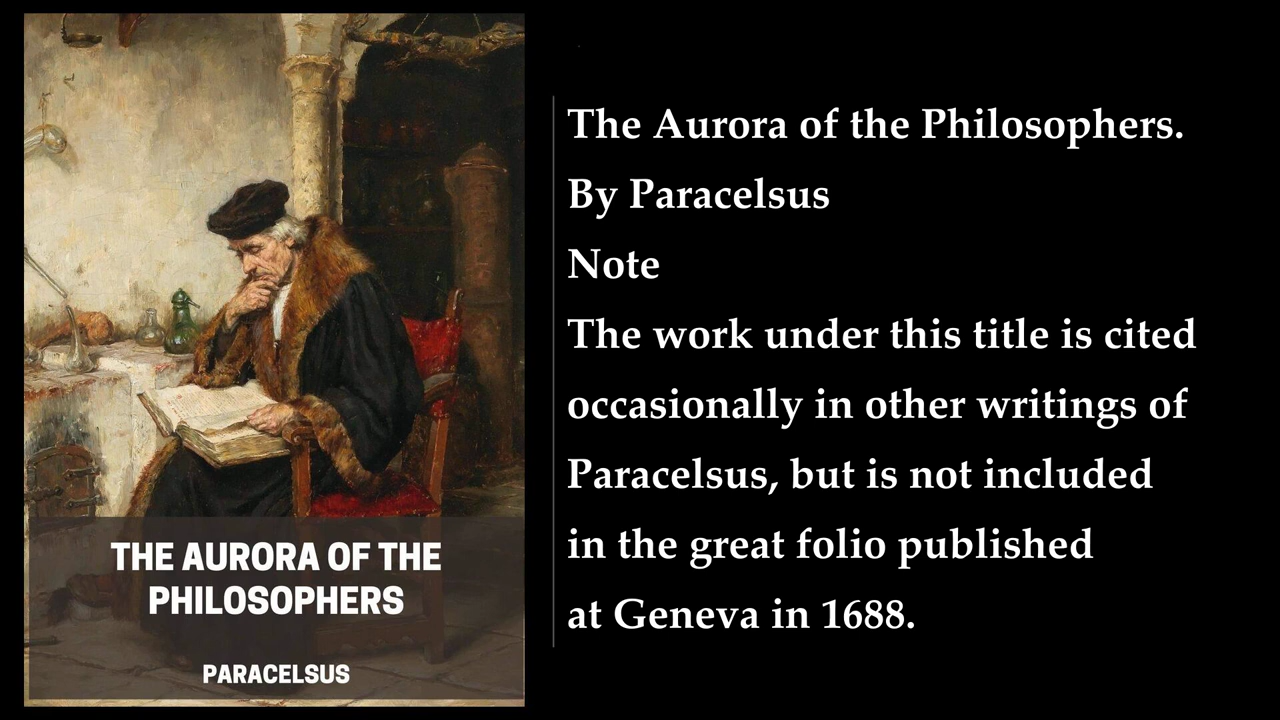 THE AURORA OF THE
PHILOSOPHERS
PARACELSUS
The Aurora of the Philosophers.
By Paracelsus
Note
The work under this title is cited
occasionally in other writings of
Paracelsus, but is not included
in the great folio published
at Geneva in 1688.